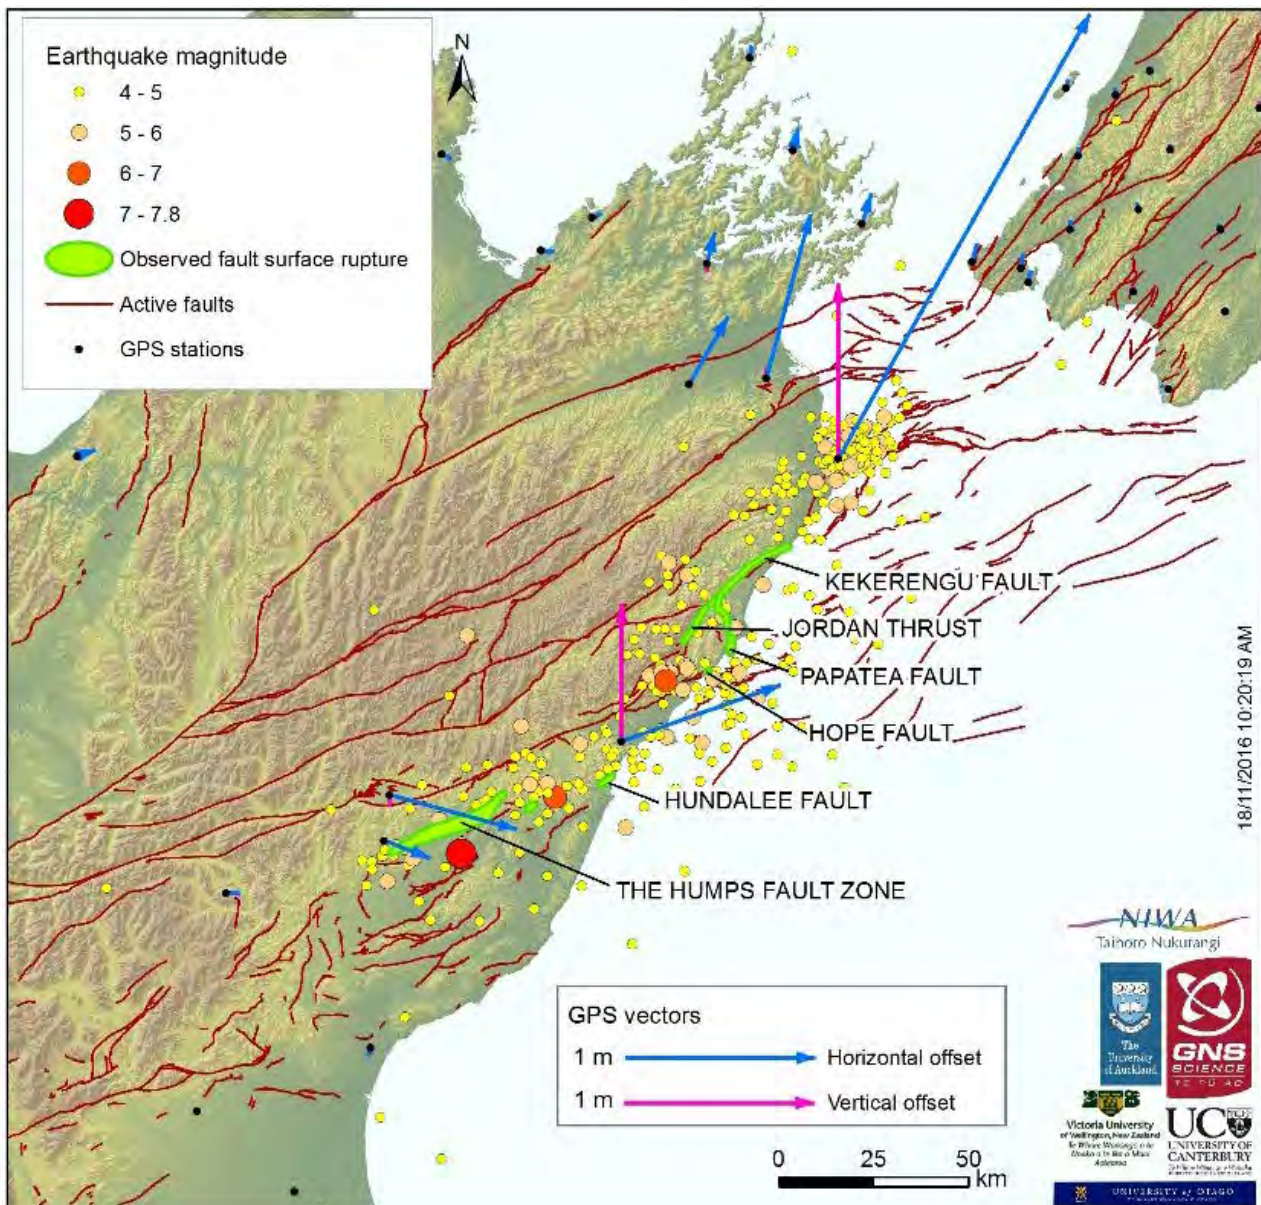 Earthquake magnitude
4 - 5
5 - 6
6 - 7
7 - 7.8
Observed fault surface rupture
Active faults
GPS stations
N
KEKERENGU FAULT
JORDAN THRUST
PAPATEA FAULT
HOPE FAULT
HUNDALEE FAULT
THE HUMPS FAULT ZONE
18/11/2016 10:20:19 AM
GPS vectors
1 m Horizontal offset
1 m Vertical offset
0 25 50
km
NIWA
Taihoro Nukurangi
The
University
of Auckland
GNS
SCIENCE
TE PŪ AO
Victoria University
of Wellington, New Zealand
UC
UNIVERSITY OF
CANTERBURY
UNIVERSITY of OTAGO